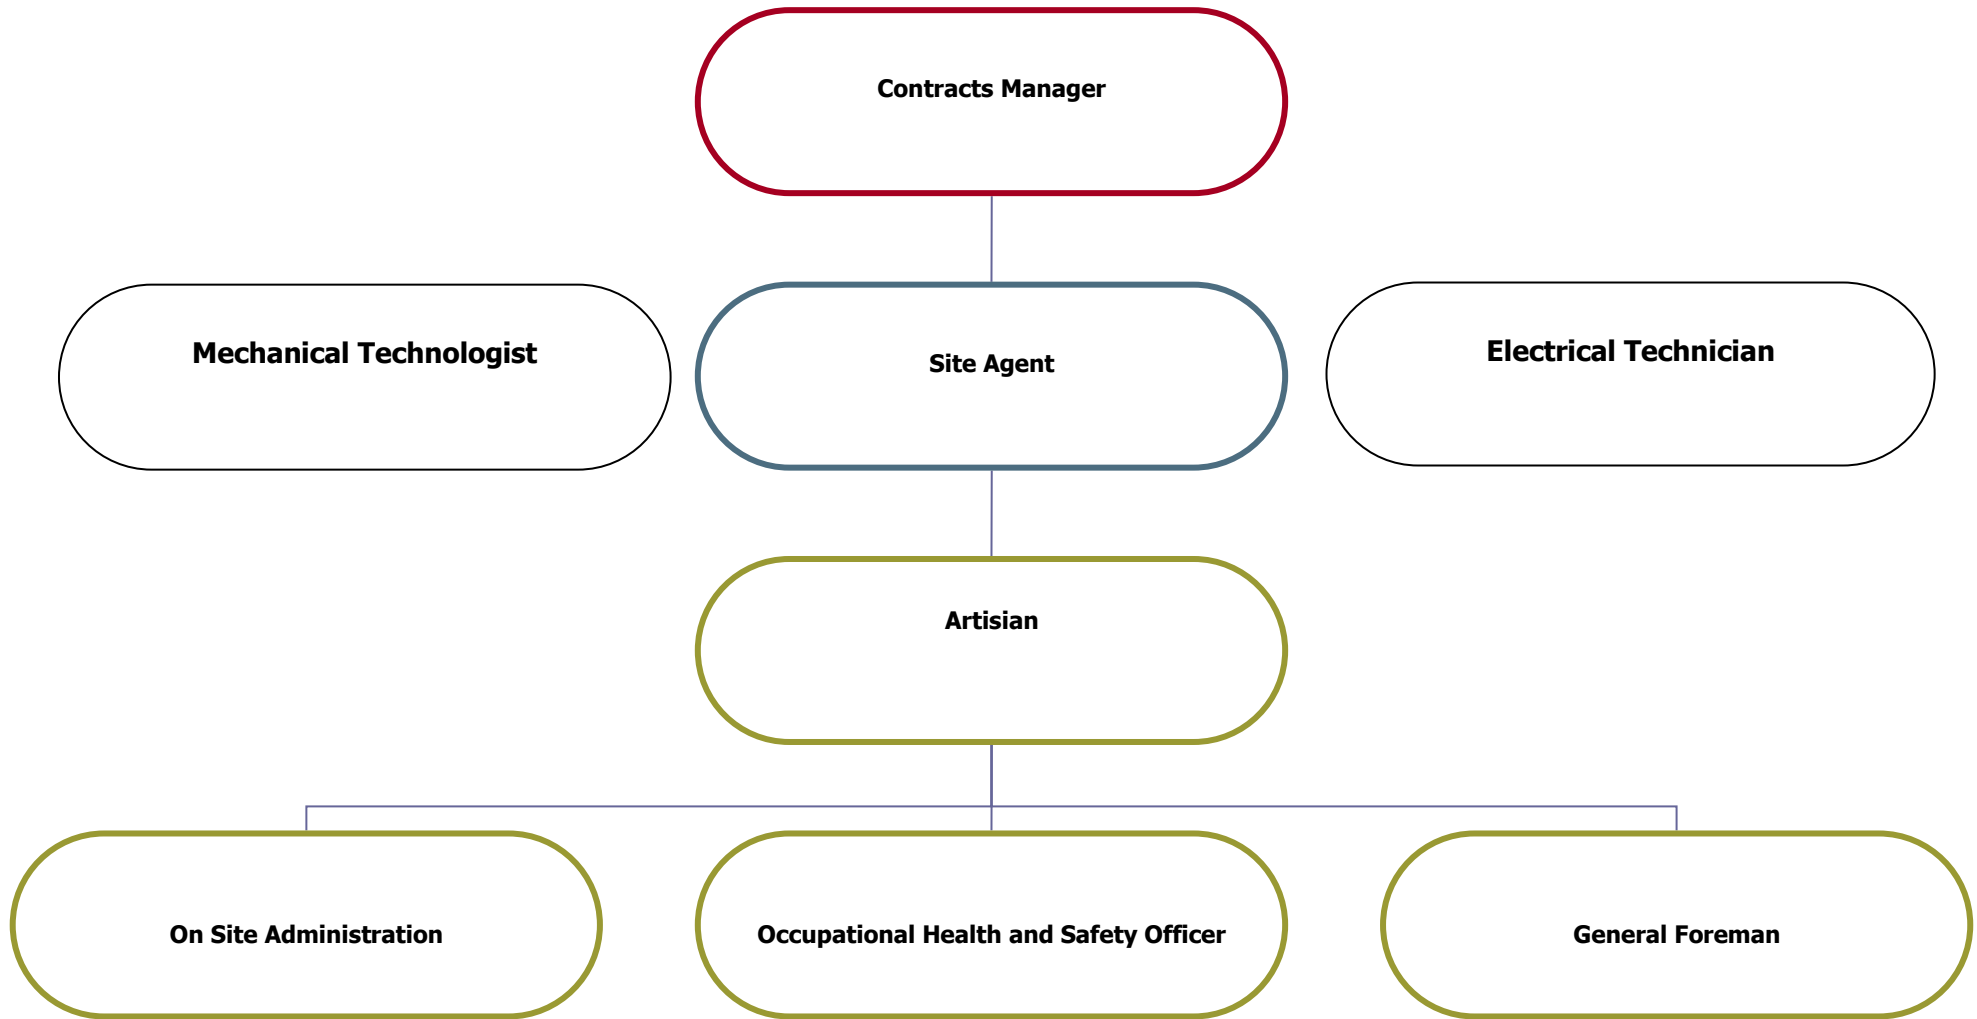 Contracts Manager
Mechanical Technologist
Site Agent
Electrical Technician
Artisian
On Site Administration
Occupational Health and Safety Officer
General Foreman